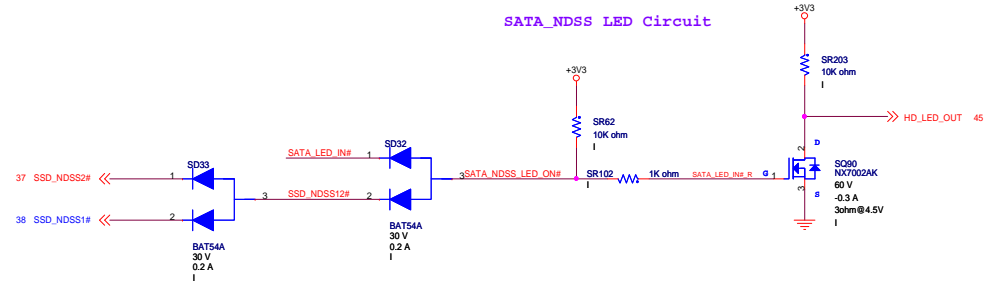 SATA_NDSS LED Circuit
+3V3
SR203
10K ohm
I
+3V3
HD_LED_OUT 45
SR62
10K ohm
I
2 D
SD32
SATA_LED_IN# 1
SD33
37 SSD_NDSS2# 1
3 SATA_NDSS_LED_ON#
SR102 1K ohm
I
SATA_LED_IN#_R G 1
SQ90
NX7002AK
60 V
-0.3 A
3ohm@4.5V
I
3 S
3 SSD_NDSS12# 2
38 SSD_NDSS1# 2
BAT54A
30 V
0.2 A
I
BAT54A
30 V
0.2 A
I